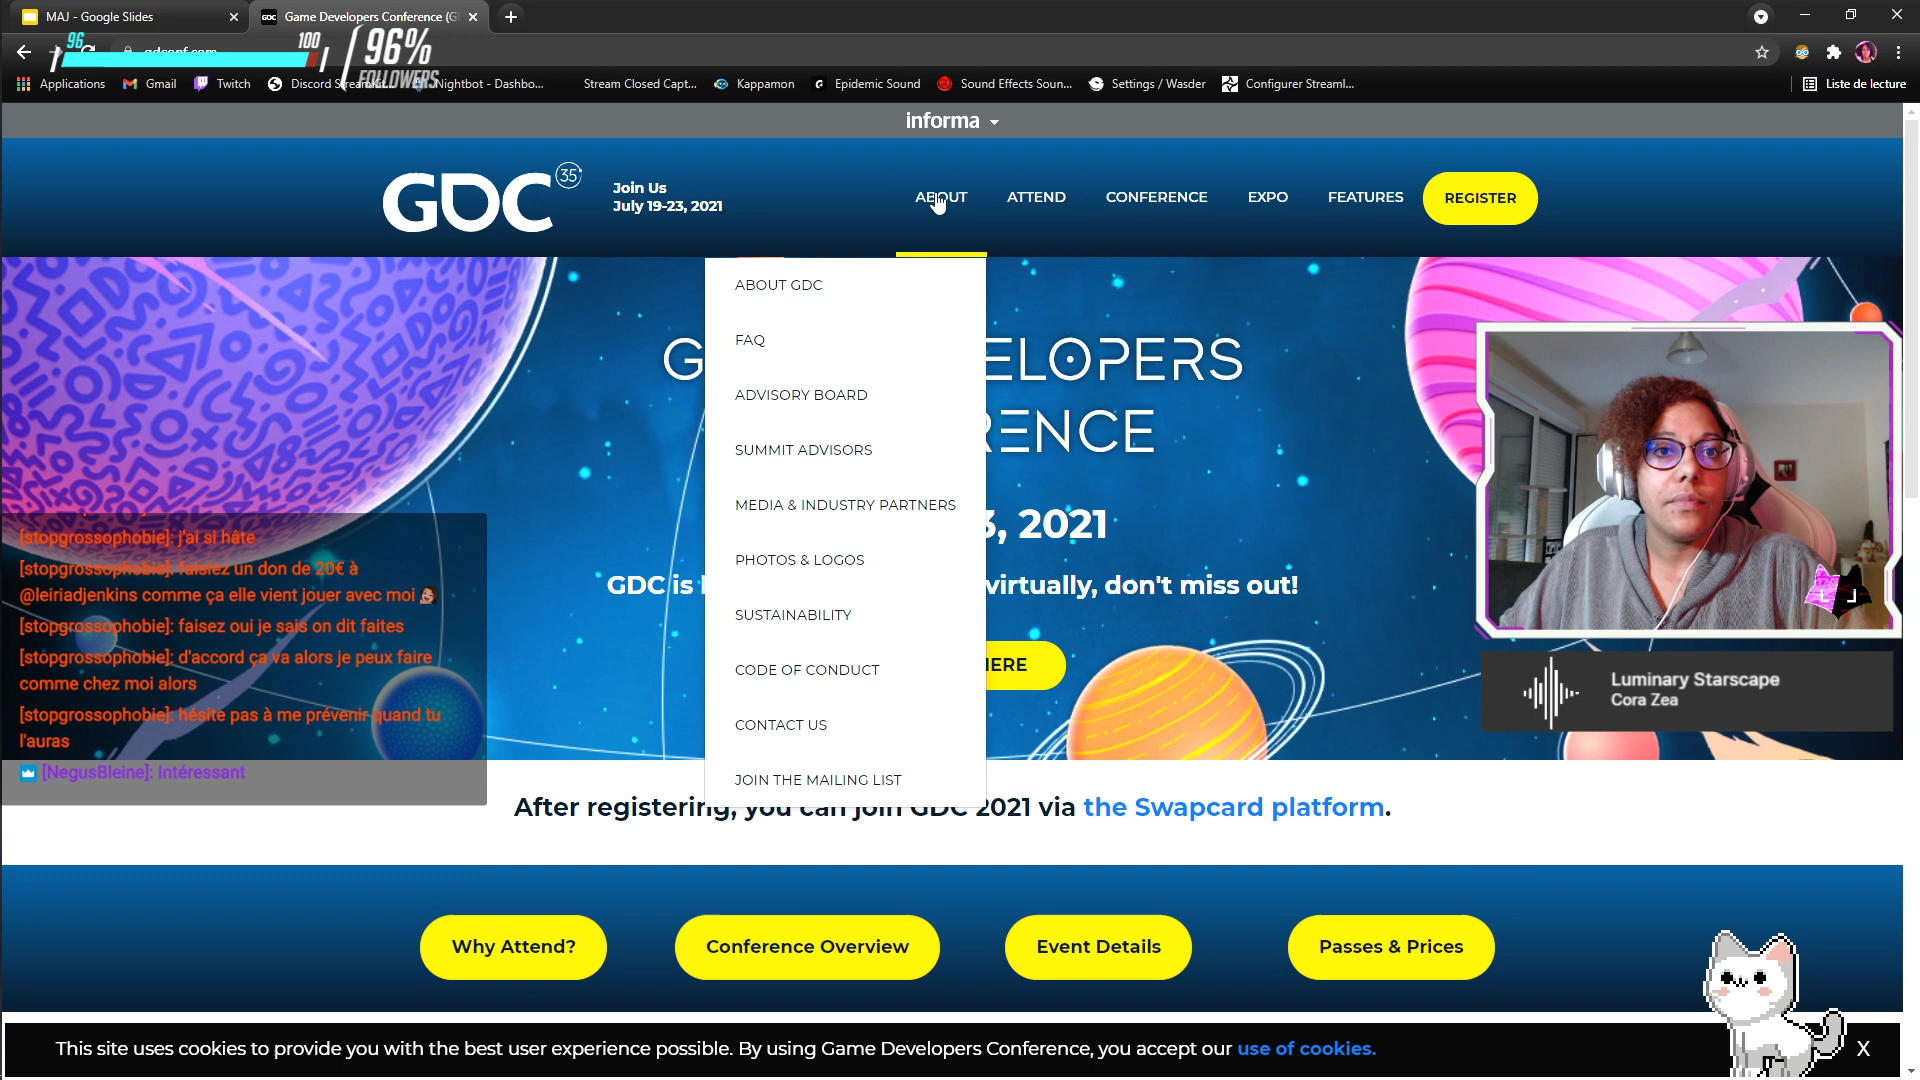 MAJ - Google Slides
GDC Game Developers Conference (G
96 100 96%
FOLLOWERS
gdconf.com
Applications Gmail Twitch Discord StreamKit... Nightbot - Dashbo... Stream Closed Capt... Kappamon Epidemic Sound Sound Effects Soun... Settings / Wasder Configurer Streaml... Liste de lecture
informa
GDC 35
Join Us
July 19-23, 2021
ABOUT ATTEND CONFERENCE EXPO FEATURES REGISTER
ABOUT GDC
FAQ
ADVISORY BOARD
SUMMIT ADVISORS
MEDIA & INDUSTRY PARTNERS
PHOTOS & LOGOS
SUSTAINABILITY
CODE OF CONDUCT
CONTACT US
JOIN THE MAILING LIST
G ELOPERS
RENCE
3, 2021
GDC is virtually, don't miss out!
HERE
[stopgrossophobie]: j'ai si hâte
[stopgrossophobie]: faisiez un don de 20€ à
@leiriadjenkins comme ça elle vient jouer avec moi
[stopgrossophobie]: faisez oui je sais on dit faites
[stopgrossophobie]: d'accord ça va alors je peux faire
comme chez moi alors
[stopgrossophobie]: hésite pas à me prévenir quand tu
l'auras
[NegusBleine]: Intéressant
L J
Luminary Starscape
Cora Zea
After registering, you can join GDC 2021 via the Swapcard platform.
Why Attend? Conference Overview Event Details Passes & Prices
This site uses cookies to provide you with the best user experience possible. By using Game Developers Conference, you accept our use of cookies. X